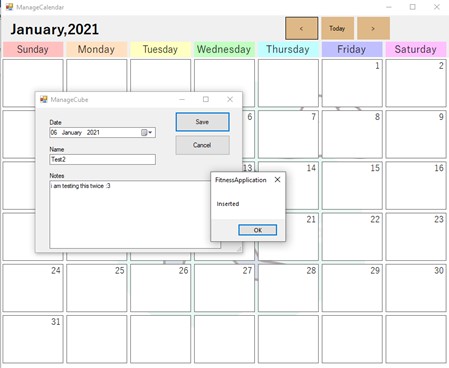 ManageCalendar
January,2021
< Today >
Sunday Monday Tuesday Wednesday Thursday Friday Saturday
1 2
ManageCube
Date
06 January 2021
Save
6 7 8 9
Name
Cancel
Test2
Notes
13 14 15 16
i am testing this twice :3
FitnessApplication
Inserted
OK
21 22 23
24 25 26 27 28 29 30
31